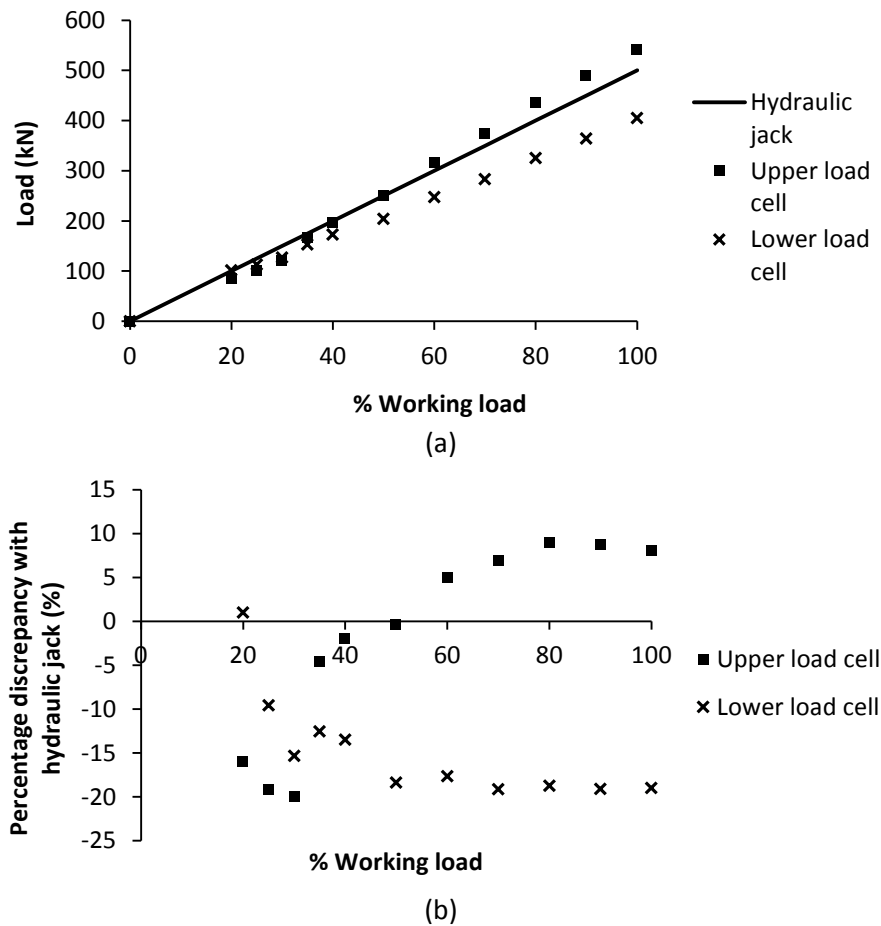 600
500
400
300
200
100
0
Load (kN)
0 20 40 60 80 100
% Working load
Hydraulic
jack
Upper load
cell
Lower load
cell
(a)
15
10
5
0
-5
-10
-15
-20
-25
Percentage discrepancy with
hydraulic jack (%)
0 20 40 60 80 100
% Working load
Upper load cell
Lower load cell
(b)